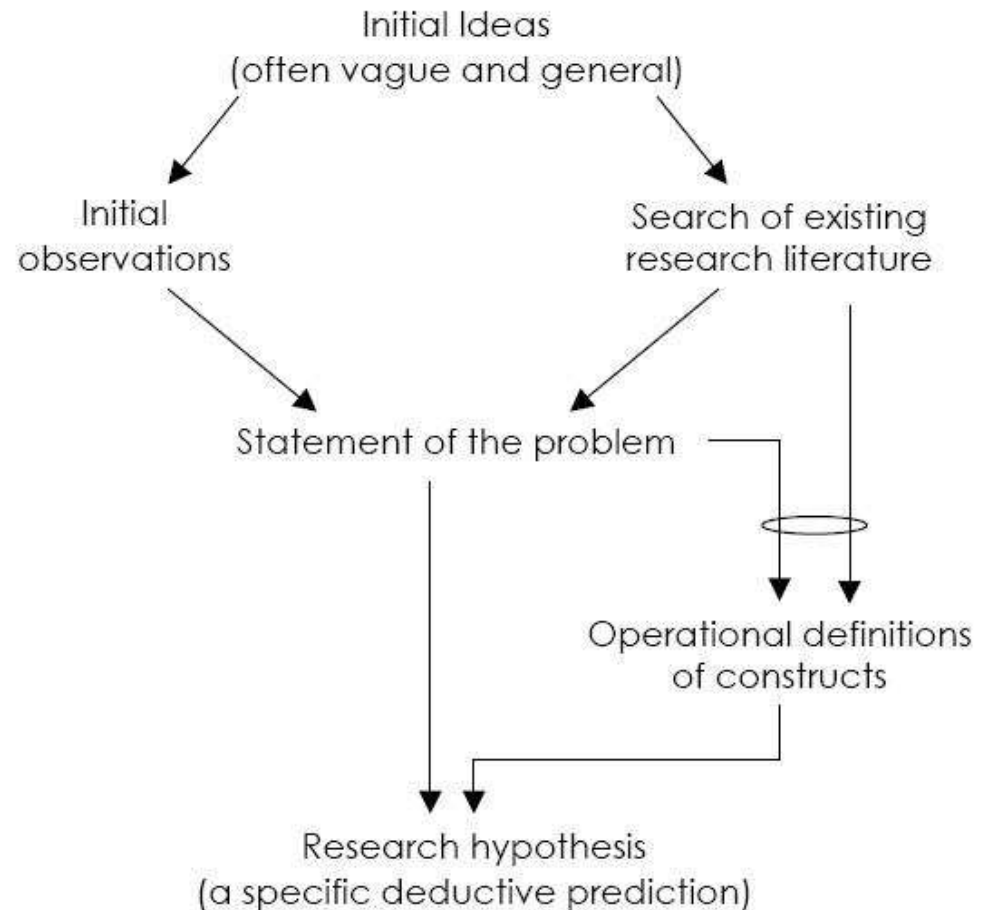 Initial Ideas
(often vague and general)
Initial
observations
Search of existing
research literature
Statement of the problem
Operational definitions
of constructs
Research hypothesis
(a specific deductive prediction)